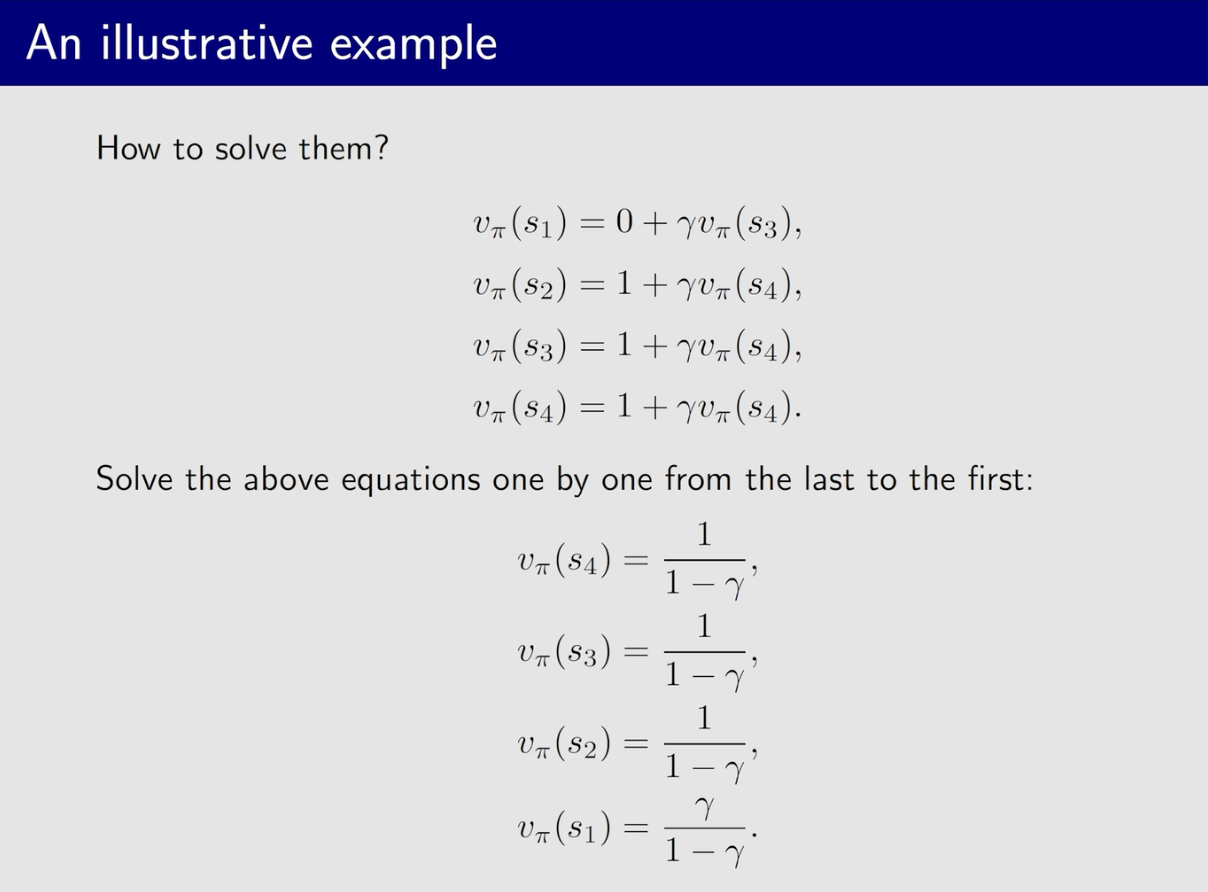 An illustrative example
How to solve them?
$v_\pi(s_1) = 0 + \gamma v_\pi(s_3),$
$v_\pi(s_2) = 1 + \gamma v_\pi(s_4),$
$v_\pi(s_3) = 1 + \gamma v_\pi(s_4),$
$v_\pi(s_4) = 1 + \gamma v_\pi(s_4).$
Solve the above equations one by one from the last to the first:
$v_\pi(s_4) = \frac{1}{1 - \gamma},$
$v_\pi(s_3) = \frac{1}{1 - \gamma},$
$v_\pi(s_2) = \frac{1}{1 - \gamma},$
$v_\pi(s_1) = \frac{\gamma}{1 - \gamma}.$